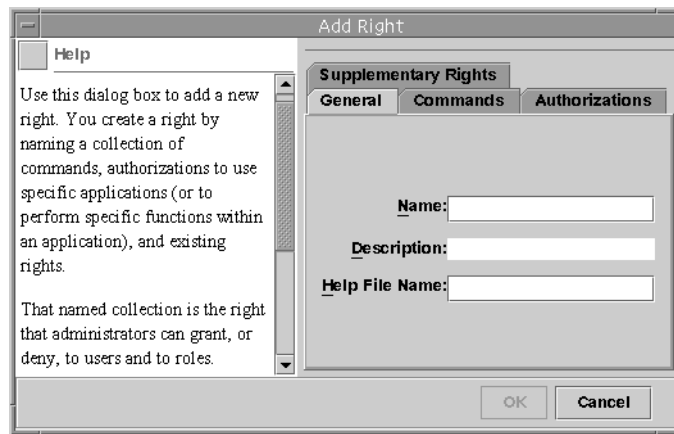 Add Right
Help
Use this dialog box to add a new
right. You create a right by
naming a collection of
commands, authorizations to use
specific applications (or to
perform specific functions within
an application), and existing
rights.
That named collection is the right
that administrators can grant, or
deny, to users and to roles.
Supplementary Rights
General Commands Authorizations
Name:
Description:
Help File Name:
OK Cancel